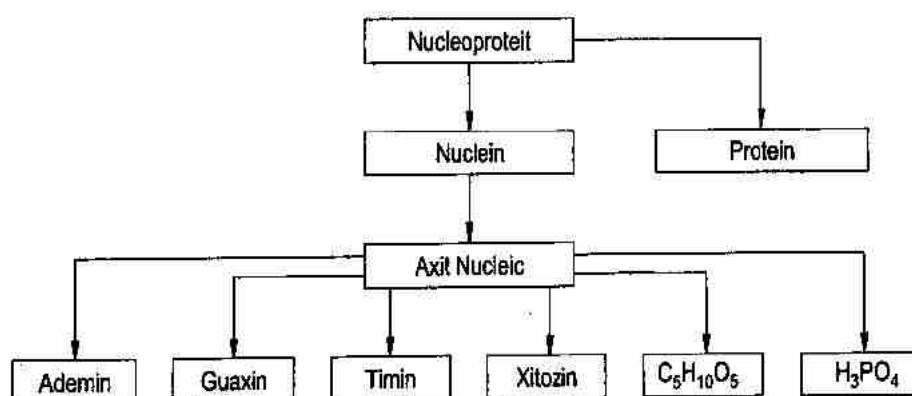 Nucleoproteit
Nuclein
Protein
Axit Nucleic
Ademin
Guaxin
Timin
Xitozin
C₅H₁₀O₅
H₃PO₄